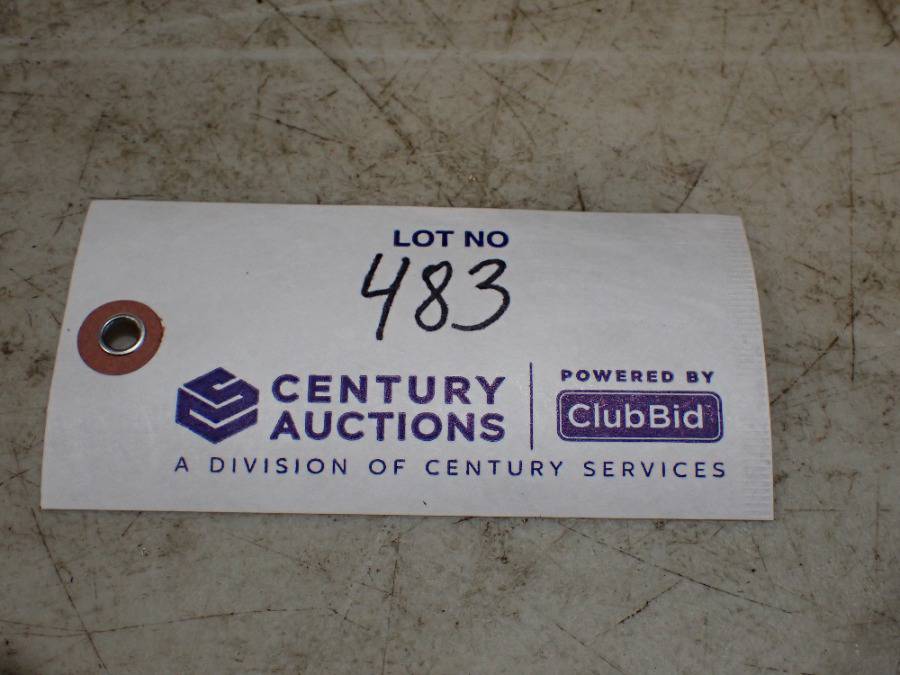 LOT NO
483
CENTURY
AUCTIONS
POWERED BY
ClubBid
A DIVISION OF CENTURY SERVICES